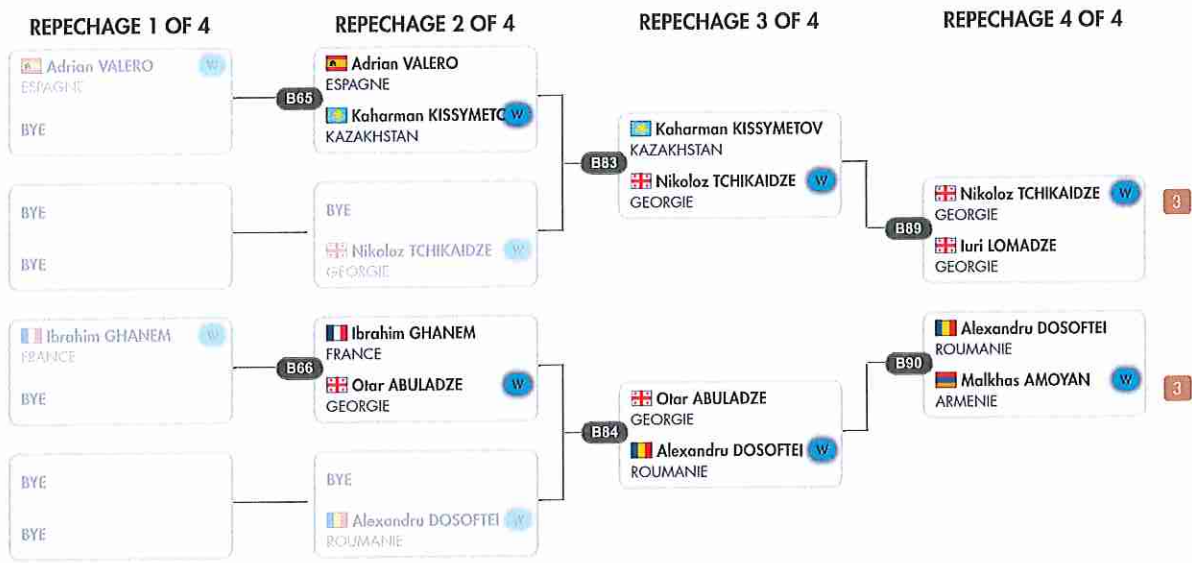 REPECHAGE 1 OF 4
Adrian VALERO W
ESPAGNE
BYE
BYE
BYE
Ibrahim GHANEM W
FRANCE
BYE
BYE
BYE
REPECHAGE 2 OF 4
B65
Adrian VALERO
ESPAGNE
Kaharman KISSYMETO W
KAZAKHSTAN
BYE
Nikoloz TCHIKAIDZE W
GEORGIE
B66
Ibrahim GHANEM
FRANCE
Otar ABULADZE W
GEORGIE
BYE
Alexandru DOSOFTEI W
ROUMANIE
REPECHAGE 3 OF 4
B83
Kaharman KISSYMETOV
KAZAKHSTAN
Nikoloz TCHIKAIDZE W
GEORGIE
B84
Otar ABULADZE
GEORGIE
Alexandru DOSOFTEI W
ROUMANIE
REPECHAGE 4 OF 4
B89
Nikoloz TCHIKAIDZE W
GEORGIE
Iuri LOMADZE
GEORGIE
3
B90
Alexandru DOSOFTEI
ROUMANIE
Malkhas AMOYAN W
ARMENIE
3